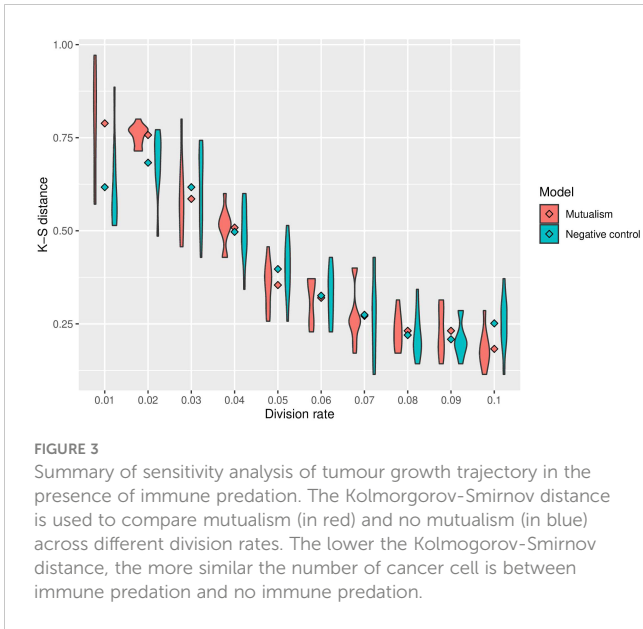 1.00
0.75
0.50
0.25
K−S distance
0.01 0.02 0.03 0.04 0.05 0.06 0.07 0.08 0.09 0.1
Division rate
Model
Mutualism
Negative control
FIGURE 3
Summary of sensitivity analysis of tumour growth trajectory in the
presence of immune predation. The Kolmorgorov-Smirnov distance
is used to compare mutualism (in red) and no mutualism (in blue)
across different division rates. The lower the Kolmogorov-Smirnov
distance, the more similar the number of cancer cell is between
immune predation and no immune predation.